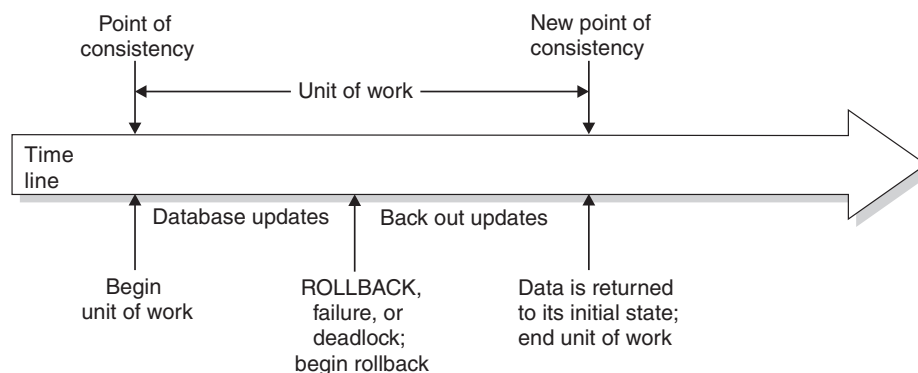 Point of
consistency
New point of
consistency
Unit of work
Time
line
Database updates
Back out updates
Begin
unit of work
ROLLBACK,
failure, or
deadlock;
begin rollback
Data is returned
to its initial state;
end unit of work